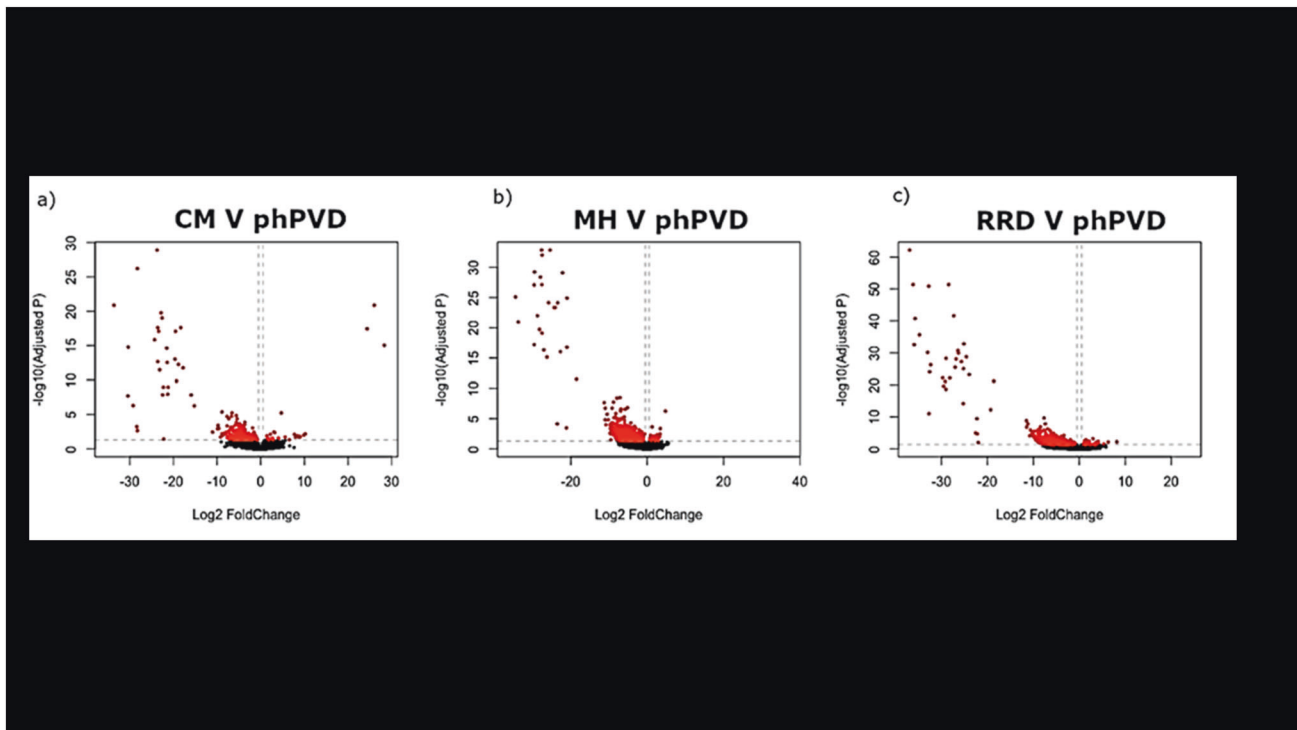 a)
CM V phPVD
30
25
20
15
10
5
0
-log10(Adjusted P)
-30 -20 -10 0 10 20 30
Log2 FoldChange
b)
MH V phPVD
30
25
20
15
10
5
0
-log10(Adjusted P)
-20 0 20 40
Log2 FoldChange
c)
RRD V phPVD
60
50
40
30
20
10
0
-log10(Adjusted P)
-30 -20 -10 0 10 20
Log2 FoldChange